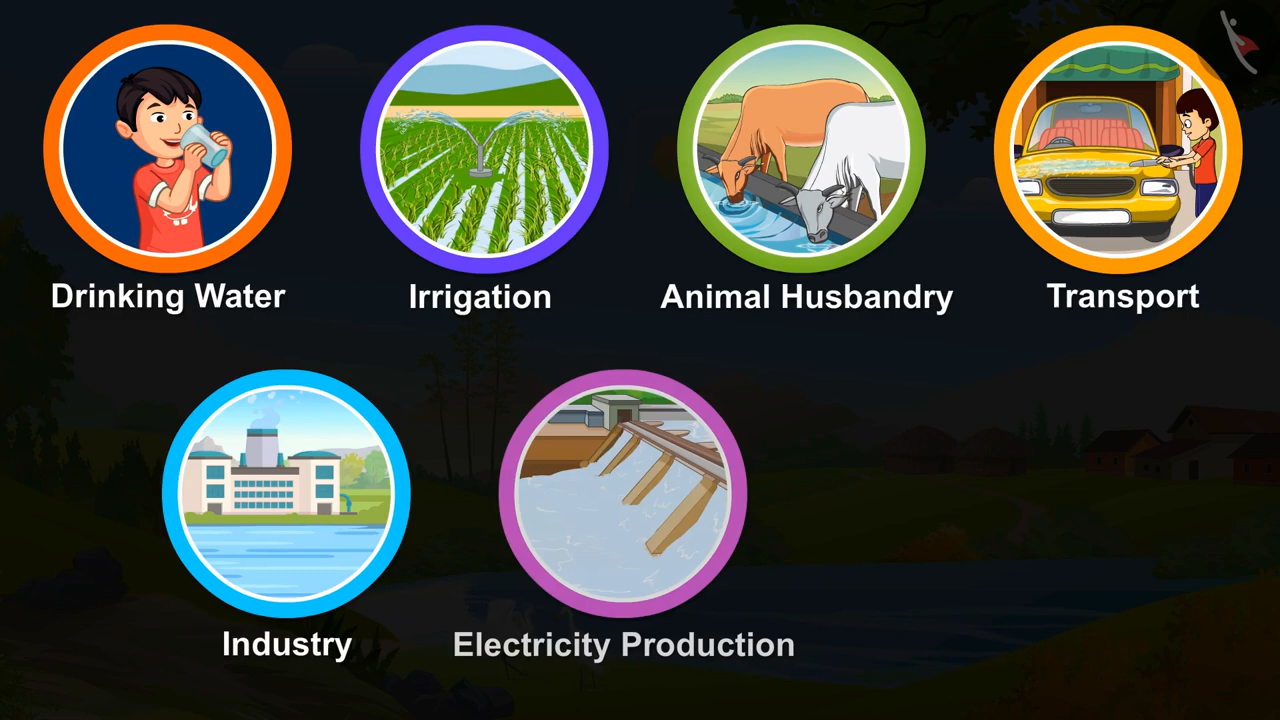 Drinking Water
Irrigation
Animal Husbandry
Transport
Industry
Electricity Production